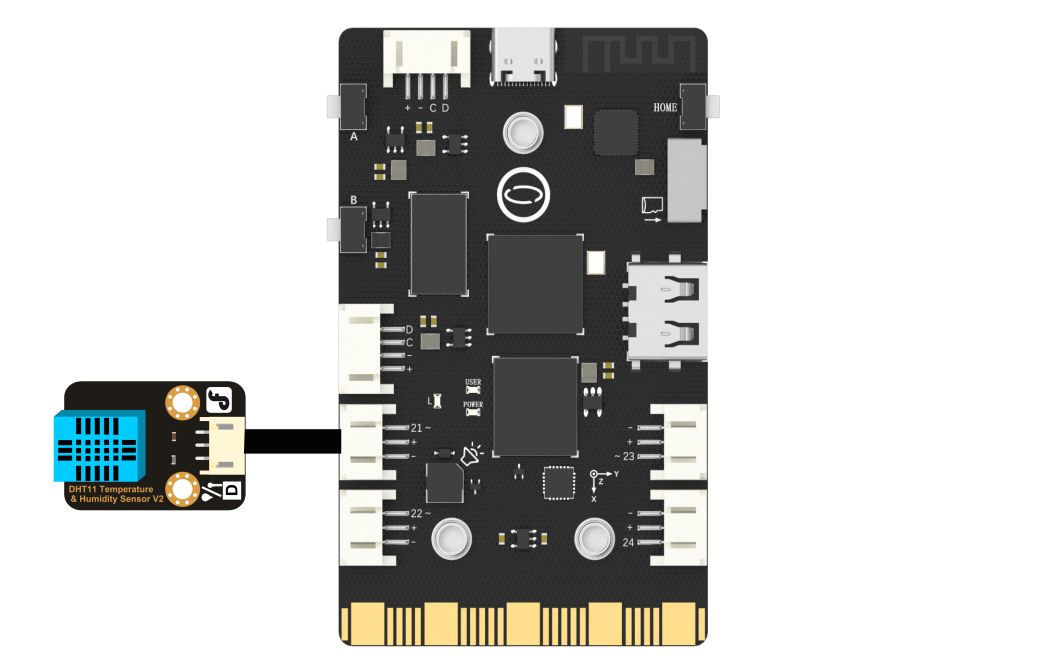 + - C D
HOME
A
B
D
C
-
+
USER
POWER
L
21 ~
+
-
22 ~
+
-
-
+
~ 23
-
+
24
Y
Z
X
D
DHT11 Temperature
& Humidity Sensor V2